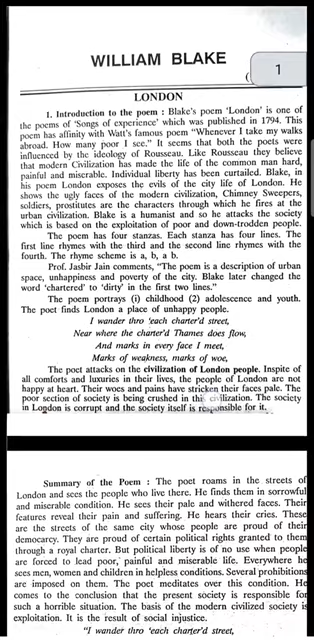 WILLIAM BLAKE
(
1
LONDON
1. Introduction to the poem : Blake's poem 'London' is one of
the poems of 'Songs of experience' which was published in 1794. This
poem has affinity with Watt's famous poem "Whenever I take my walks
abroad. How many poor I see." It seems that both the poets were
influenced by the ideology of Rousseau. Like Rousseau they believe
that modern Civilization has made the life of the common man hard,
painful and miserable. Individual liberty has been curtailed. Blake, in
his poem London exposes the evils of the city life of London. He
shows the ugly faces of the modern civilization, Chimney Sweepers,
soldiers, prostitutes are the characters through which he fires at the
urban civilization. Blake is a humanist and so he attacks the society
which is based on the exploitation of poor and down-trodden people.
The poem has four stanzas. Each stanza has four lines. The
first line rhymes with the third and the second line rhymes with the
fourth. The rhyme scheme is a, b, a, b.
Prof. Jasbir Jain comments, "The poem is a description of urban
space, unhappiness and poverty of the city. Blake later changed the
word 'chartered' to 'dirty' in the first two lines."
The poem portrays (i) childhood (2) adolescence and youth.
The poet finds London a place of unhappy people.
I wander thro 'each charter'd street,
Near where the charter'd Thames does flow,
And marks in every face I meet,
Marks of weakness, marks of woe,
The poet attacks on the civilization of London people. Inspite of
all comforts and luxuries in their lives, the people of London are not
happy at heart. Their woes and pains have stricken their faces pale. The
poor section of society is being crushed in this civilization. The society
in London is corrupt and the society itself is responsible for it.
Summary of the Poem : The poet roams in the streets of
London and sees the people who live there. He finds them in sorrowful
and miserable condition. He sees their pale and withered faces. Their
features reveal their pain and suffering. He hears their cries. These
are the streets of the same city whose people are proud of their
democarcy. They are proud of certain political rights granted to them
through a royal charter. But political liberty is of no use when people
are forced to lead poor, painful and miserable life. Everywhere he
sees men, women and children in helpless conditions. Several prohibitions
are imposed on them. The poet meditates over this condition. He
comes to the conclusion that the present society is responsible for
such a horrible situation. The basis of the modern civilized society is
exploitation. It is the result of social injustice.
"I wander thro 'each charter'd street,